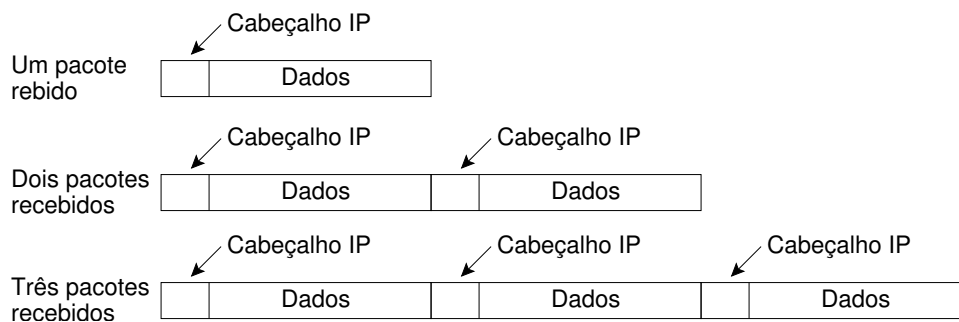 Cabeçalho IP
Um pacote
rebido
Dados
Cabeçalho IP Cabeçalho IP
Dois pacotes
recebidos
Dados Dados
Cabeçalho IP Cabeçalho IP Cabeçalho IP
Três pacotes
recebidos
Dados Dados Dados